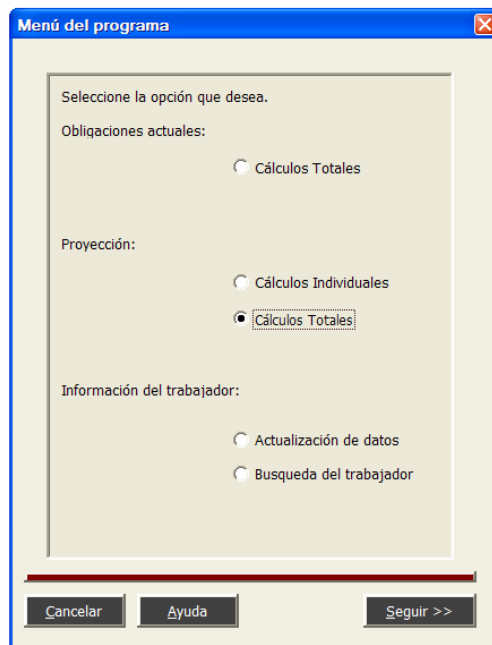 Menú del programa
Seleccione la opción que desea.
Obligaciones actuales:
Cálculos Totales
Proyección:
Cálculos Individuales
Cálculos Totales
Información del trabajador:
Actualización de datos
Busqueda del trabajador
Cancelar Ayuda Seguir >>